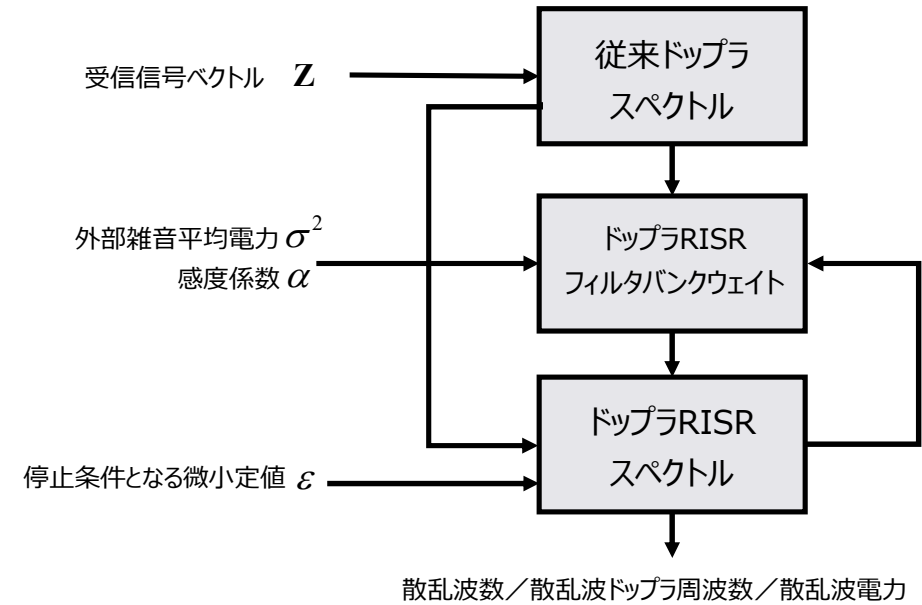 従来ドップラ
スペクトル
受信信号ベクトル Z
外部雑音平均電力 σ²
感度係数 α
ドップラRISR
フィルタバンクウェイト
ドップラRISR
スペクトル
停止条件となる微小定値 ε
散乱波数／散乱波ドップラ周波数／散乱波電力